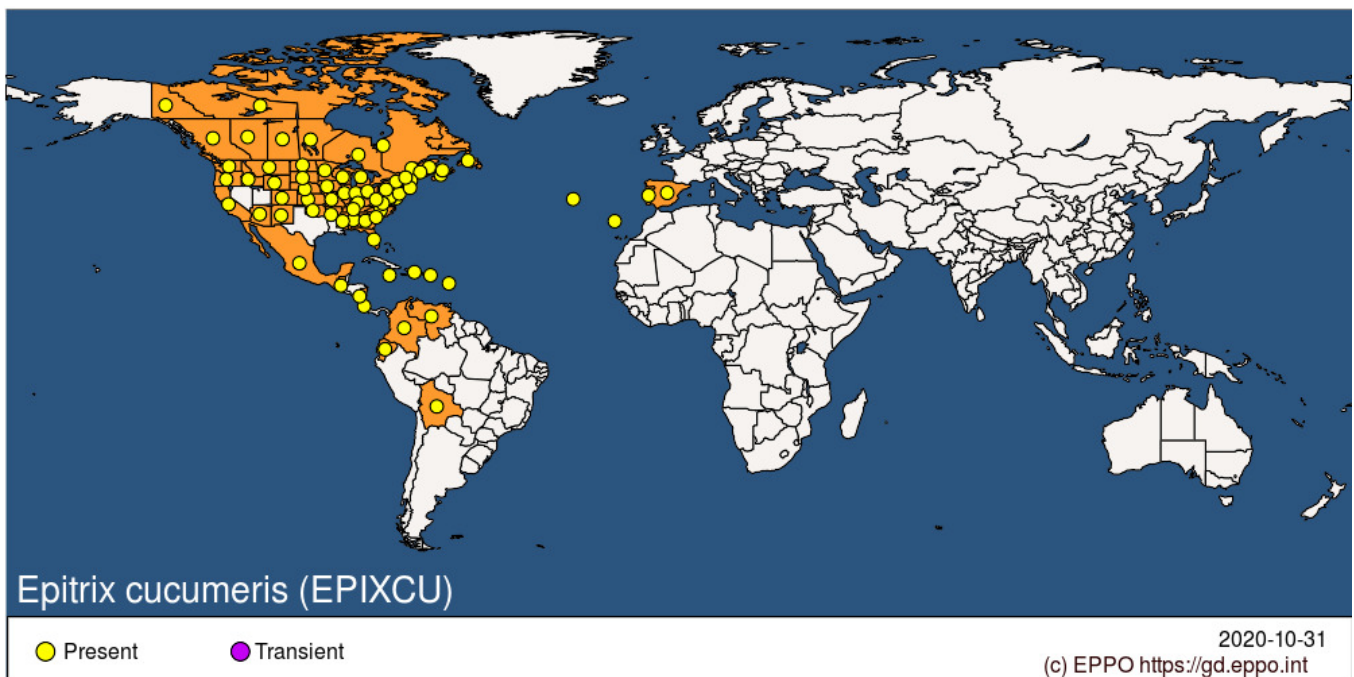 Epitrix cucumeris (EPIXCU)
Present
Transient
2020-10-31
(c) EPPO https://gd.eppo.int